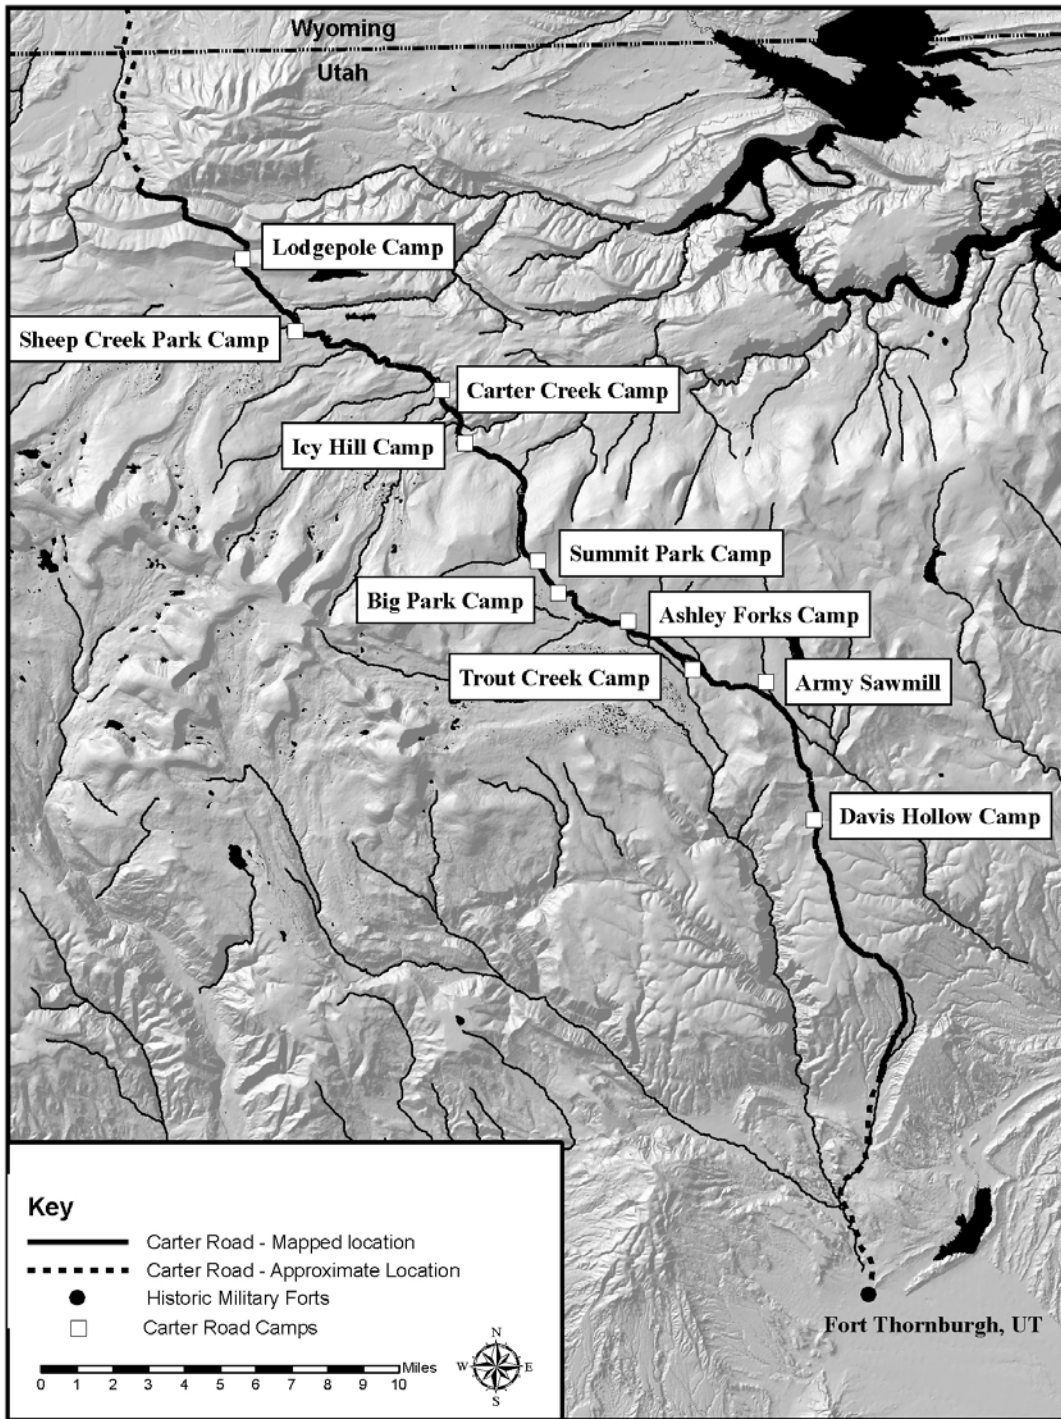 Wyoming
Utah
Lodgepole Camp
Sheep Creek Park Camp
Carter Creek Camp
Icy Hill Camp
Summit Park Camp
Big Park Camp
Ashley Forks Camp
Trout Creek Camp
Army Sawmill
Davis Hollow Camp
Key
Carter Road - Mapped location
Carter Road - Approximate Location
Historic Military Forts
Carter Road Camps
Miles
0 1 2 3 4 5 6 7 8 9 10
N
W E
S
Fort Thornburgh, UT